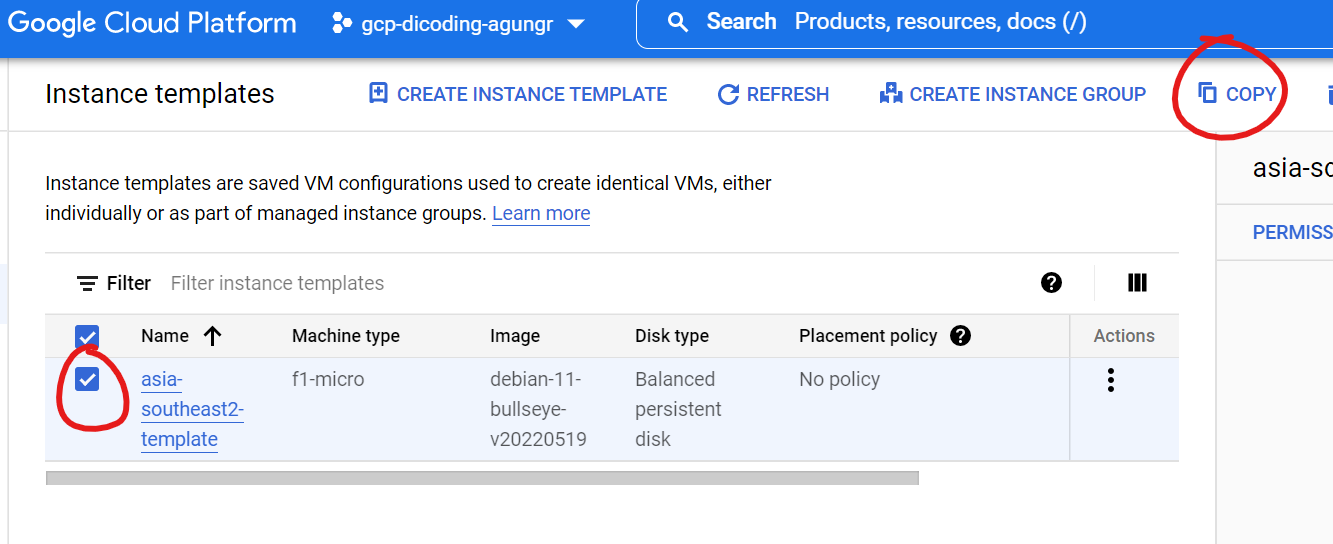 Google Cloud Platform gcp-dicoding-agungr Search Products, resources, docs (/)
Instance templates CREATE INSTANCE TEMPLATE REFRESH CREATE INSTANCE GROUP COPY
asia-so
Instance templates are saved VM configurations used to create identical VMs, either
individually or as part of managed instance groups. Learn more
PERMISS
Filter Filter instance templates
Name Machine type Image Disk type Placement policy Actions
asia- f1-micro debian-11- Balanced No policy
southeast2- bullseye- persistent
template v20220519 disk